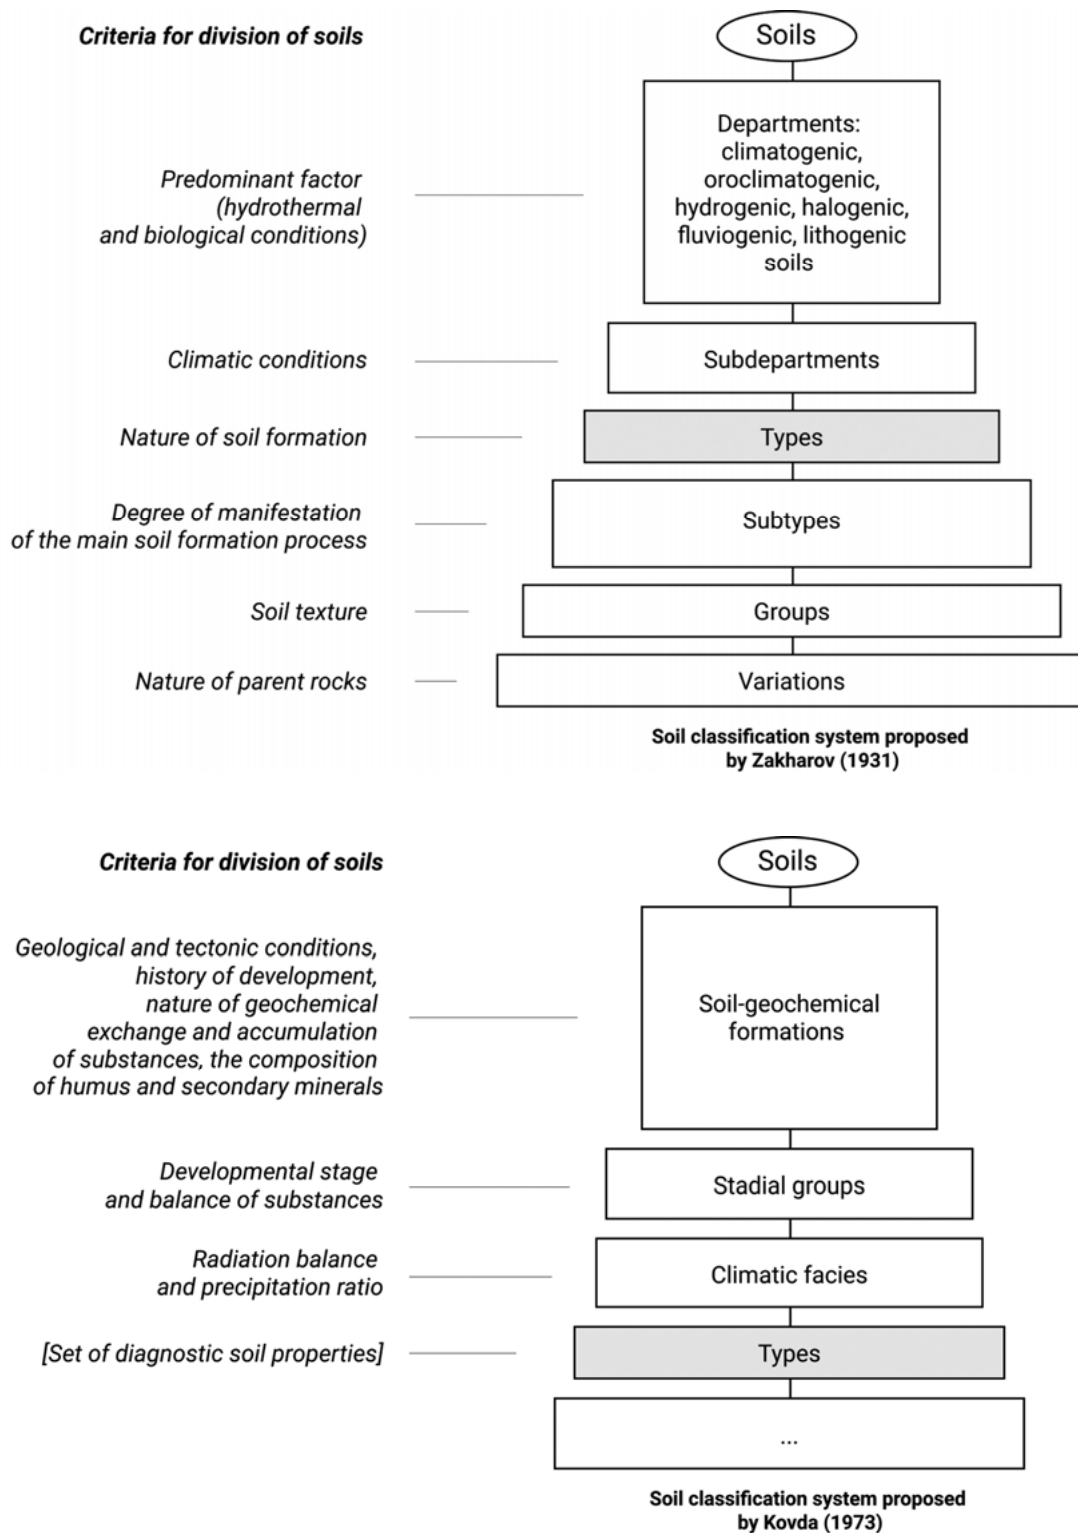 Criteria for division of soils
Soils
Predominant factor
(hydrothermal
and biological conditions)
Departments:
climatogenic,
oroclimatogenic,
hydrogenic, halogenic,
fluviogenic, lithogenic
soils
Climatic conditions
Subdepartments
Nature of soil formation
Types
Degree of manifestation
of the main soil formation process
Subtypes
Soil texture
Groups
Nature of parent rocks
Variations
Soil classification system proposed
by Zakharov (1931)
Criteria for division of soils
Soils
Geological and tectonic conditions,
history of development,
nature of geochemical
exchange and accumulation
of substances, the composition
of humus and secondary minerals
Soil-geochemical
formations
Developmental stage
and balance of substances
Stadial groups
Radiation balance
and precipitation ratio
Climatic facies
[Set of diagnostic soil properties]
Types
...
Soil classification system proposed
by Kovda (1973)